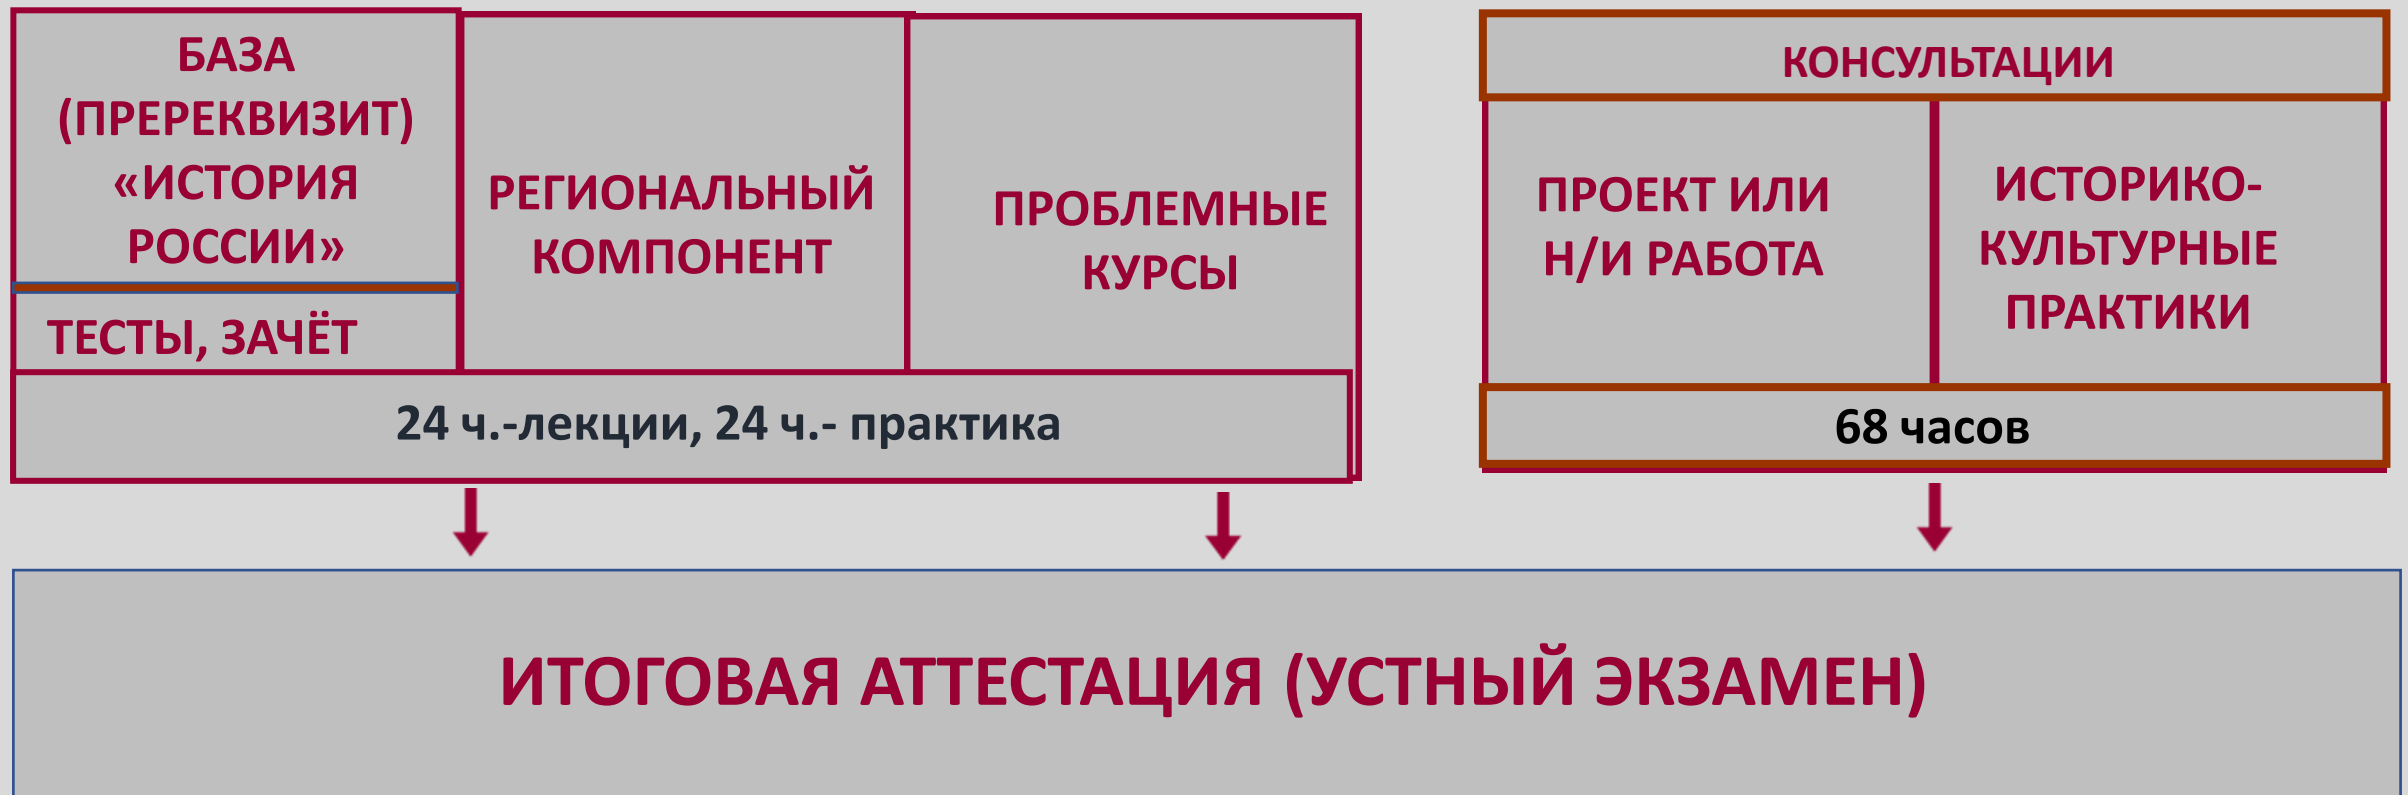 БАЗА
(ПРЕРЕКВИЗИТ)
«ИСТОРИЯ
РОССИИ»
ТЕСТЫ, ЗАЧЁТ
РЕГИОНАЛЬНЫЙ
КОМПОНЕНТ
ПРОБЛЕМНЫЕ
КУРСЫ
24 ч.-лекции, 24 ч.- практика
КОНСУЛЬТАЦИИ
ПРОЕКТ ИЛИ
Н/И РАБОТА
ИСТОРИКО-
КУЛЬТУРНЫЕ
ПРАКТИКИ
68 часов
ИТОГОВАЯ АТТЕСТАЦИЯ (УСТНЫЙ ЭКЗАМЕН)